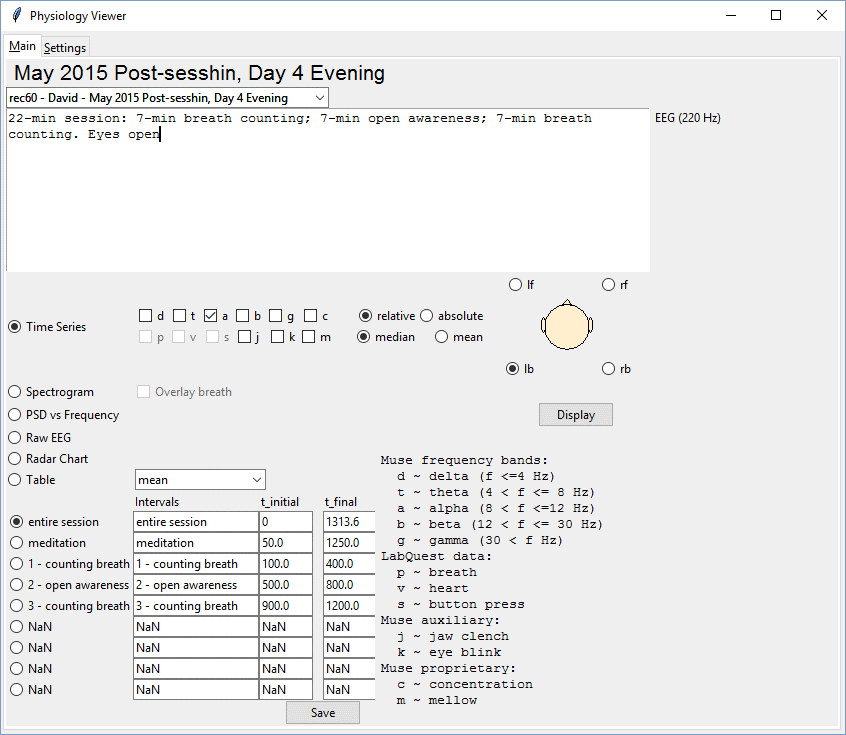 Physiology Viewer
Main Settings
May 2015 Post-sesshin, Day 4 Evening
rec60 - David - May 2015 Post-sesshin, Day 4 Evening
22-min session: 7-min breath counting; 7-min open awareness; 7-min breath
counting. Eyes open
EEG (220 Hz)
lf rf
Time Series
d t a b g c relative absolute
p v s j k m median mean
lb rb
Spectrogram Overlay breath
PSD vs Frequency
Display
Raw EEG
Radar Chart
Table mean
Intervals t_initial t_final
entire session entire session 0 1313.6
meditation meditation 50.0 1250.0
1 - counting breath 1 - counting breath 100.0 400.0
2 - open awareness 2 - open awareness 500.0 800.0
3 - counting breath 3 - counting breath 900.0 1200.0
NaN NaN NaN NaN
NaN NaN NaN NaN
NaN NaN NaN NaN
NaN NaN NaN NaN
Save
Muse frequency bands:
d ~ delta (f <=4 Hz)
t ~ theta (4 < f <= 8 Hz)
a ~ alpha (8 < f <=12 Hz)
b ~ beta (12 < f <= 30 Hz)
g ~ gamma (30 < f Hz)
LabQuest data:
p ~ breath
v ~ heart
s ~ button press
Muse auxiliary:
j ~ jaw clench
k ~ eye blink
Muse proprietary:
c ~ concentration
m ~ mellow